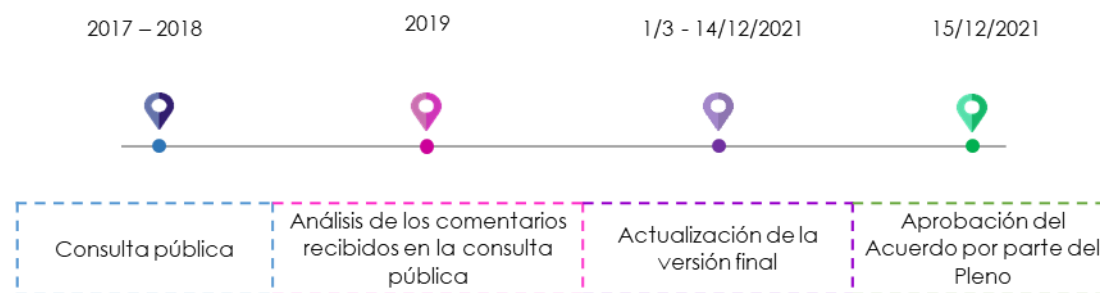 2017 – 2018
2019
1/3 - 14/12/2021
15/12/2021
Consulta pública
Análisis de los comentarios
recibidos en la consulta
pública
Actualización de la
versión final
Aprobación del
Acuerdo por parte del
Pleno